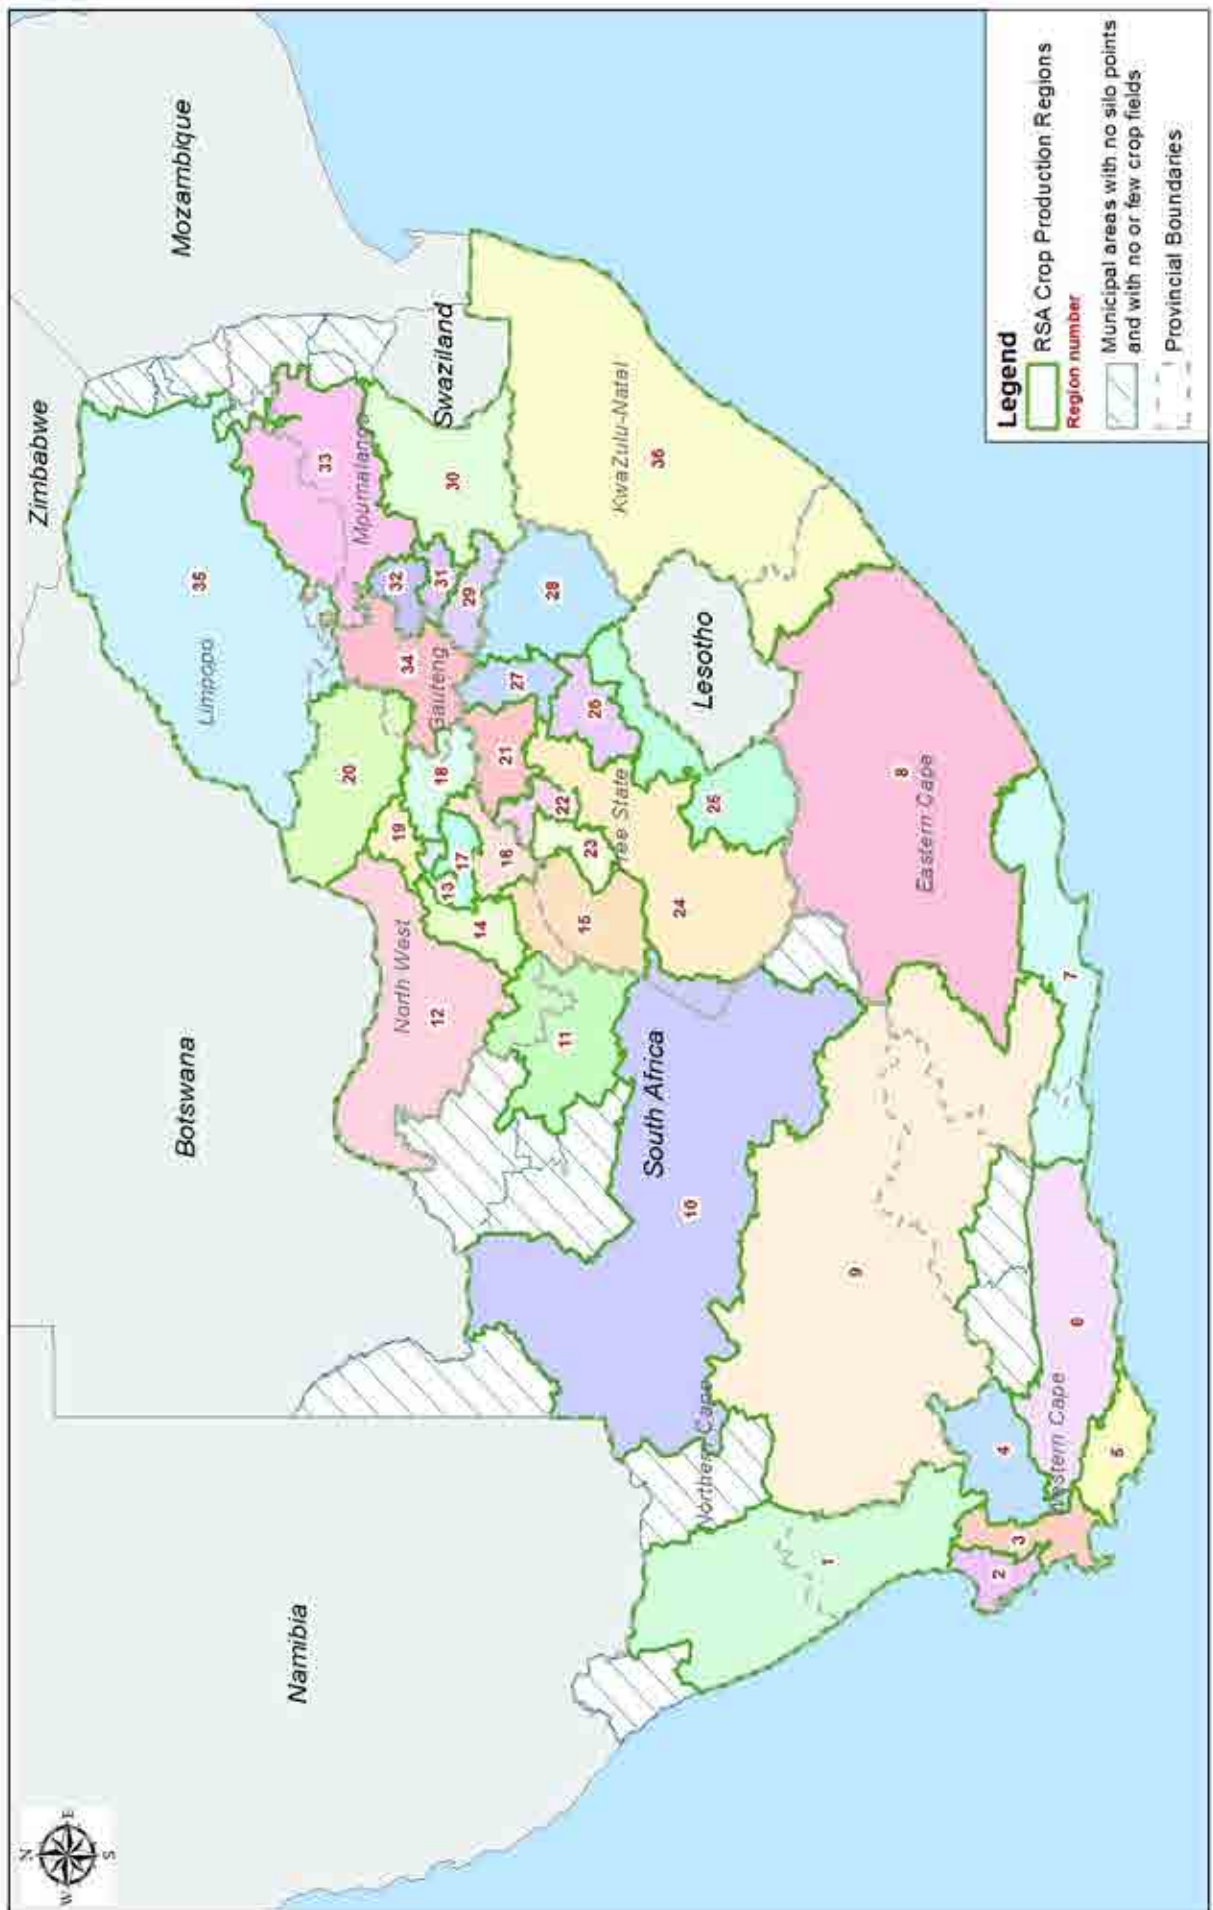 N
W
E
S
Zimbabwe
Mozambique
Botswana
Namibia
Swaziland
Lesotho
South Africa
Limpopo
Mpumalanga
North West
Gauteng
Free State
KwaZulu-Natal
Northern Cape
Eastern Cape
Western Cape
1
2
3
4
5
6
7
8
9
10
11
12
13
14
15
16
17
18
19
20
21
22
23
24
25
26
27
28
29
30
31
32
33
34
35
36
Legend
RSA Crop Production Regions
Region number
Municipal areas with no silo points
and with no or few crop fields
Provincial Boundaries